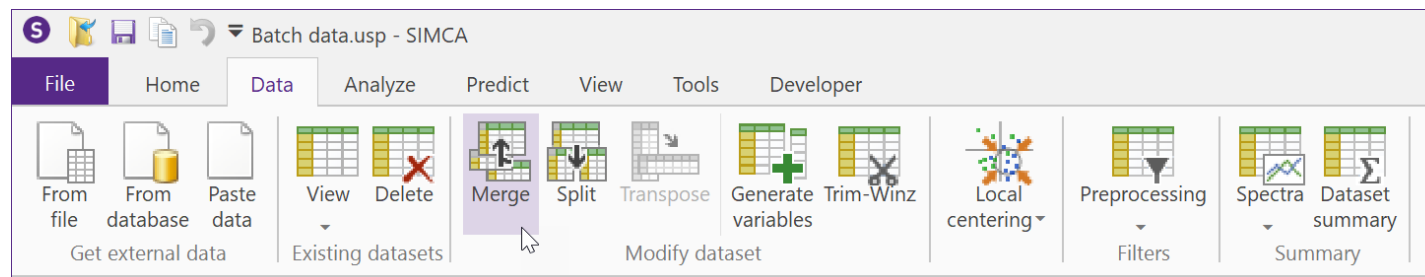 S Batch data.usp - SIMCA
File Home Data Analyze Predict View Tools Developer
From file
From database
Paste data
View
Delete
Merge
Split
Transpose
Generate variables
Trim-Winz
Local centering
Preprocessing
Spectra
Dataset summary
Get external data
Existing datasets
Modify dataset
Filters
Summary